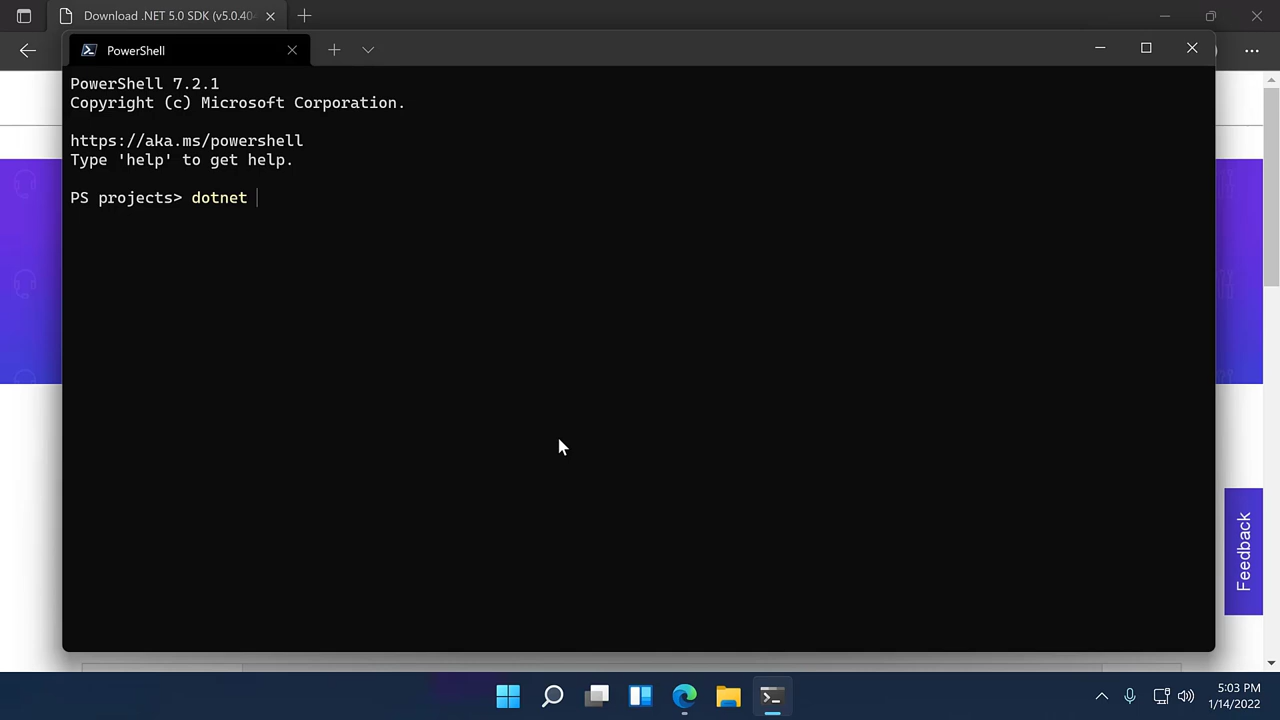 Download .NET 5.0 SDK (v5.0.404
PowerShell
PowerShell 7.2.1
Copyright (c) Microsoft Corporation.
https://aka.ms/powershell
Type 'help' to get help.
PS projects> dotnet
Feedback
5:03 PM
1/14/2022